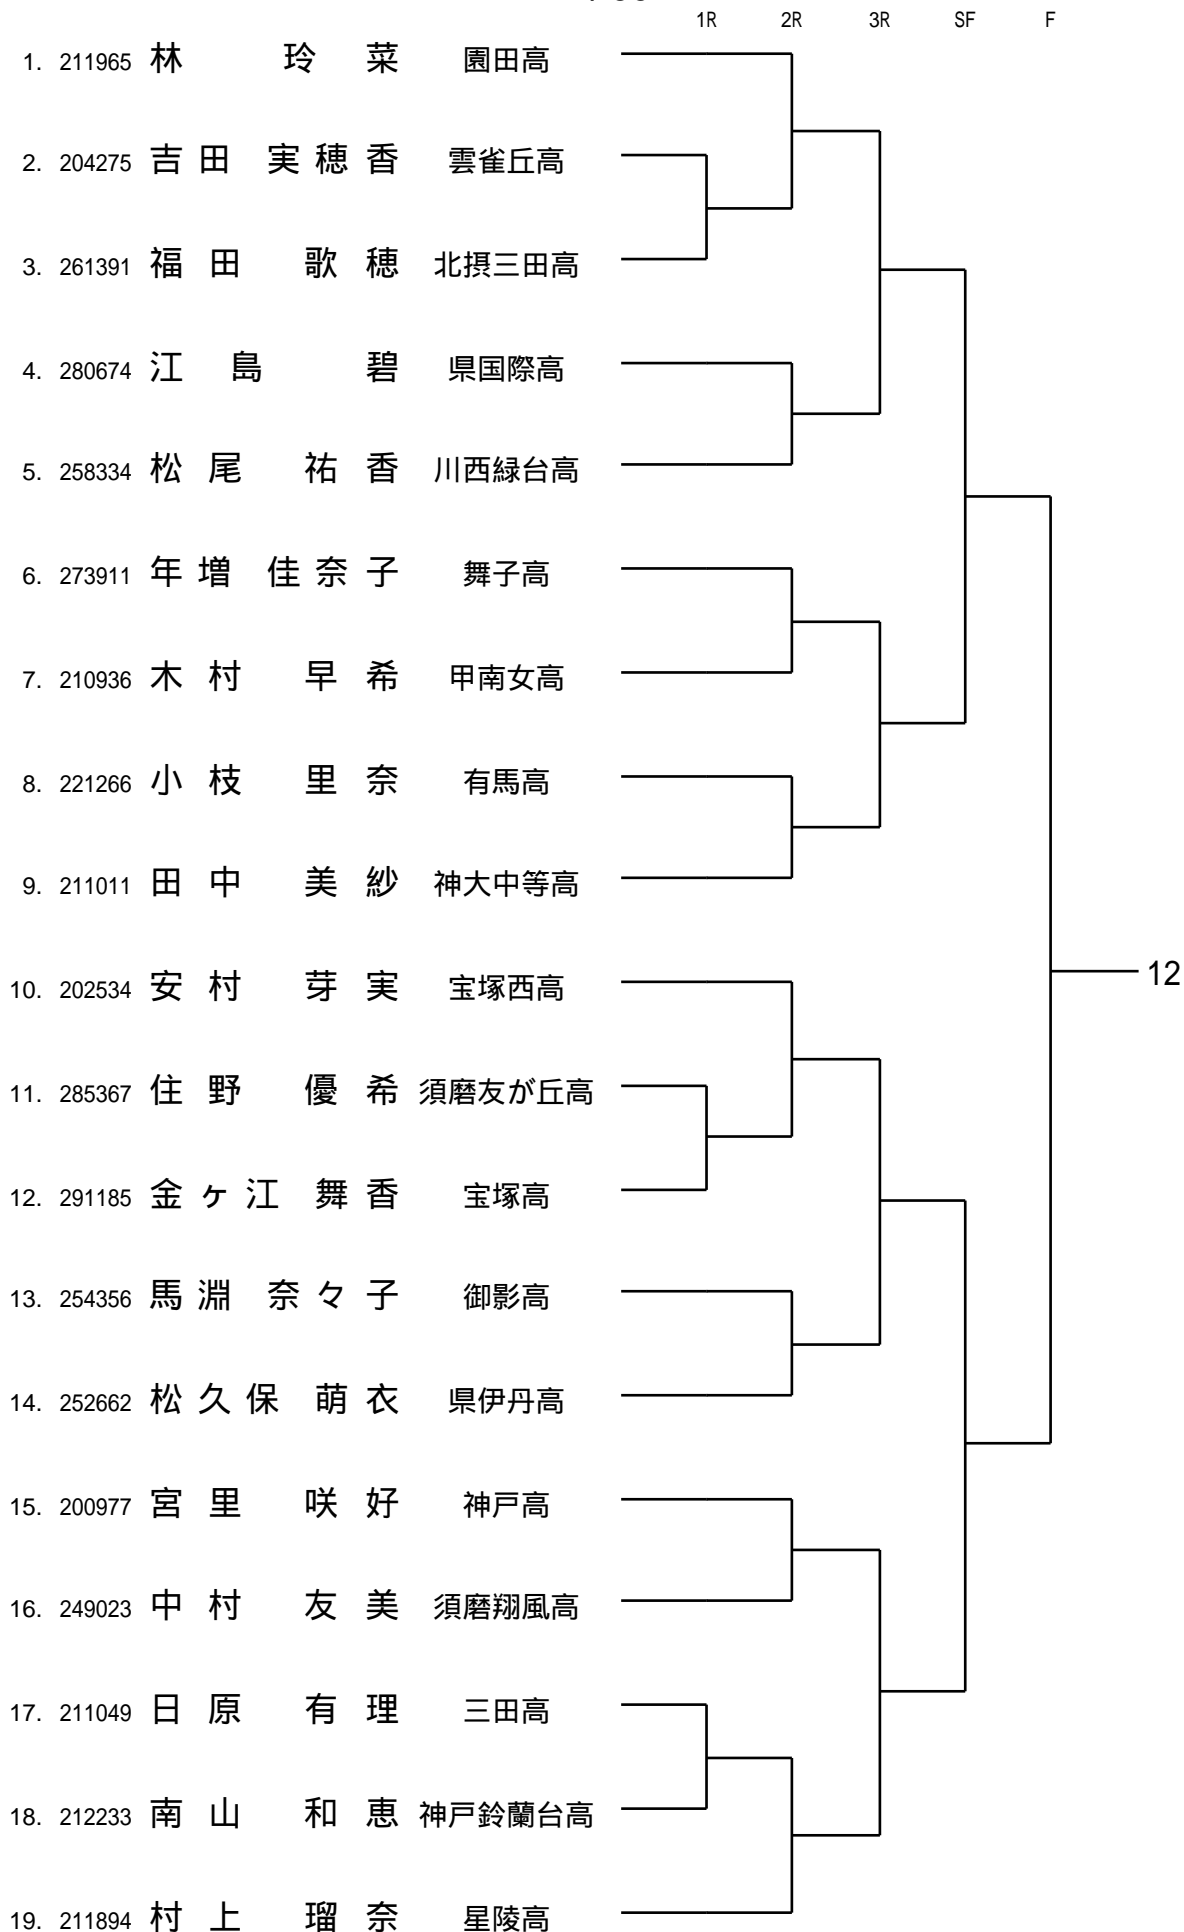 1R 2R 3R SF F
1. 211965 林 玲 菜 園田高
2. 204275 吉 田 実 穂 香 雲雀丘高
3. 261391 福 田 歌 穂 北摂三田高
4. 280674 江 島 碧 県国際高
5. 258334 松 尾 祐 香 川西緑台高
6. 273911 年 増 佳 奈 子 舞子高
7. 210936 木 村 早 希 甲南女高
8. 221266 小 枝 里 奈 有馬高
9. 211011 田 中 美 紗 神大中等高
12
10. 202534 安 村 芽 実 宝塚西高
11. 285367 住 野 優 希 須磨友が丘高
12. 291185 金 ヶ 江 舞 香 宝塚高
13. 254356 馬 淵 奈 々 子 御影高
14. 252662 松 久 保 萌 衣 県伊丹高
15. 200977 宮 里 咲 好 神戸高
16. 249023 中 村 友 美 須磨翔風高
17. 211049 日 原 有 理 三田高
18. 212233 南 山 和 恵 神戸鈴蘭台高
19. 211894 村 上 瑠 奈 星陵高